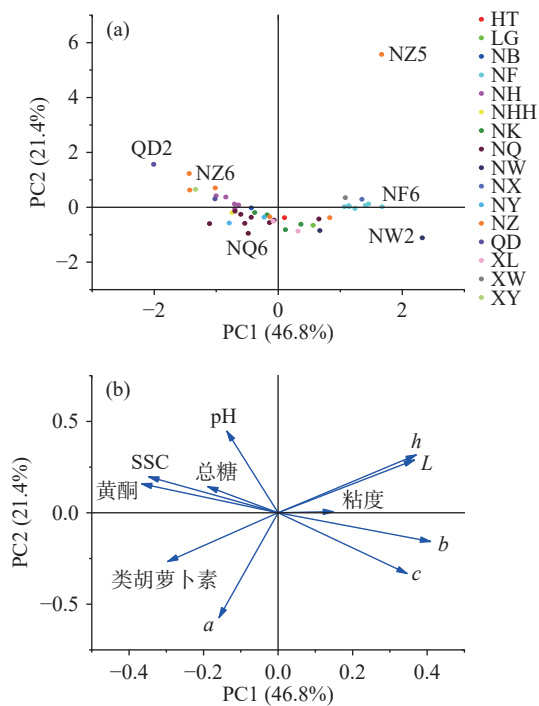 (a)
PC2 (21.4%)
6
4
2
0
−2
NZ5
QD2
NZ6
NF6
NQ6
NW2
−2
0
2
PC1 (46.8%)
HT
LG
NB
NF
NH
NHH
NK
NQ
NW
NX
NY
NZ
QD
XL
XW
XY
(b)
PC2 (21.4%)
0.5
0.0
−0.5
pH
SSC
总糖
黄酮
类胡萝卜素
a
h
L
粘度
b
c
−0.4
−0.2
0.0
0.2
0.4
PC1 (46.8%)